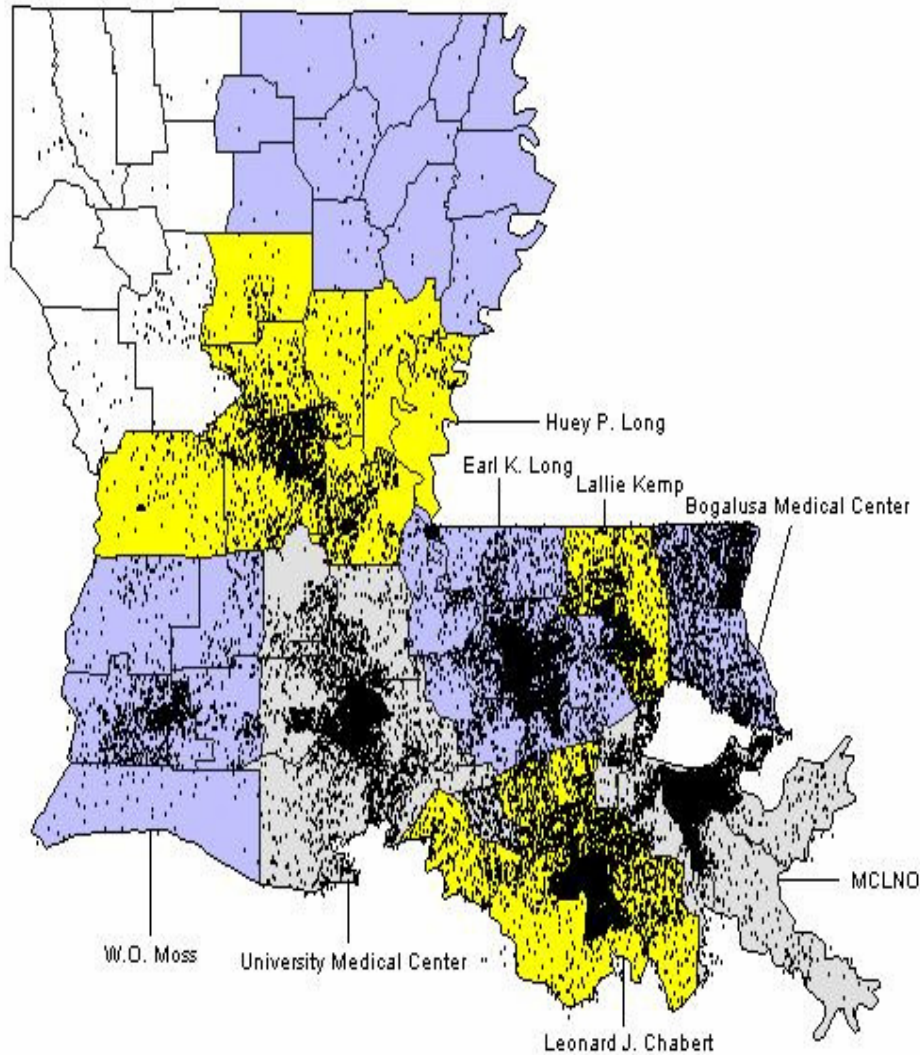 Huey P. Long
Earl K. Long
Lallie Kemp
Bogalusa Medical Center
MCLNO
W.O. Moss
University Medical Center
Leonard J. Chabert